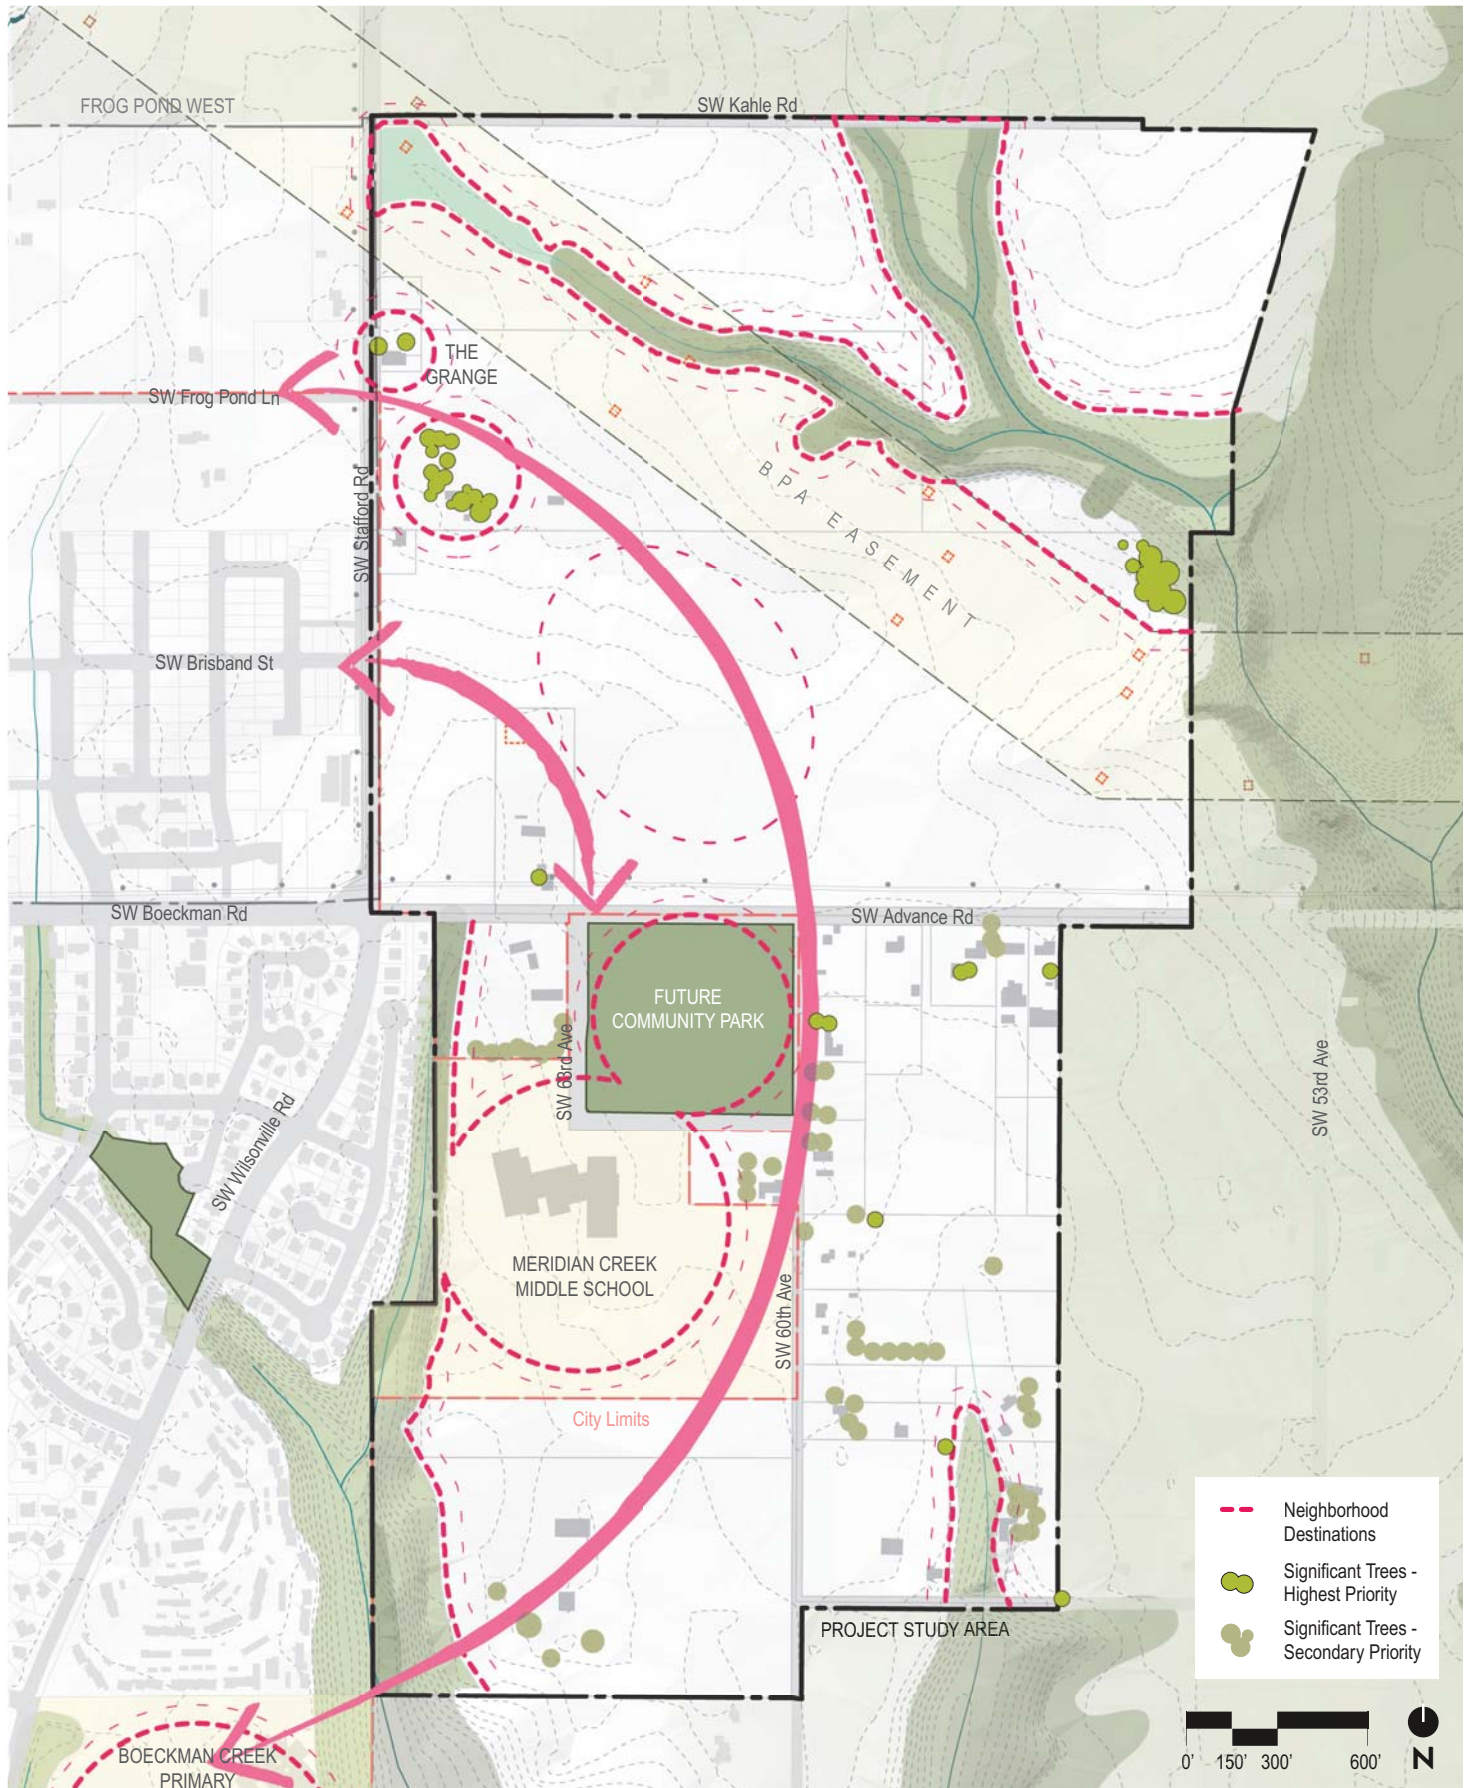 FROG POND WEST
SW Kahle Rd
THE
GRANGE
SW Frog Pond Ln
SW Stafford Rd
BPA EASEMENT
SW Brisband St
SW Boeckman Rd
SW Advance Rd
FUTURE
COMMUNITY PARK
SW 63rd Ave
SW 53rd Ave
SW Wilsonville Rd
MERIDIAN CREEK
MIDDLE SCHOOL
SW 60th Ave
City Limits
Neighborhood
Destinations
Significant Trees -
Highest Priority
Significant Trees -
Secondary Priority
PROJECT STUDY AREA
0' 150' 300' 600'
N
BOECKMAN CREEK
PRIMARY